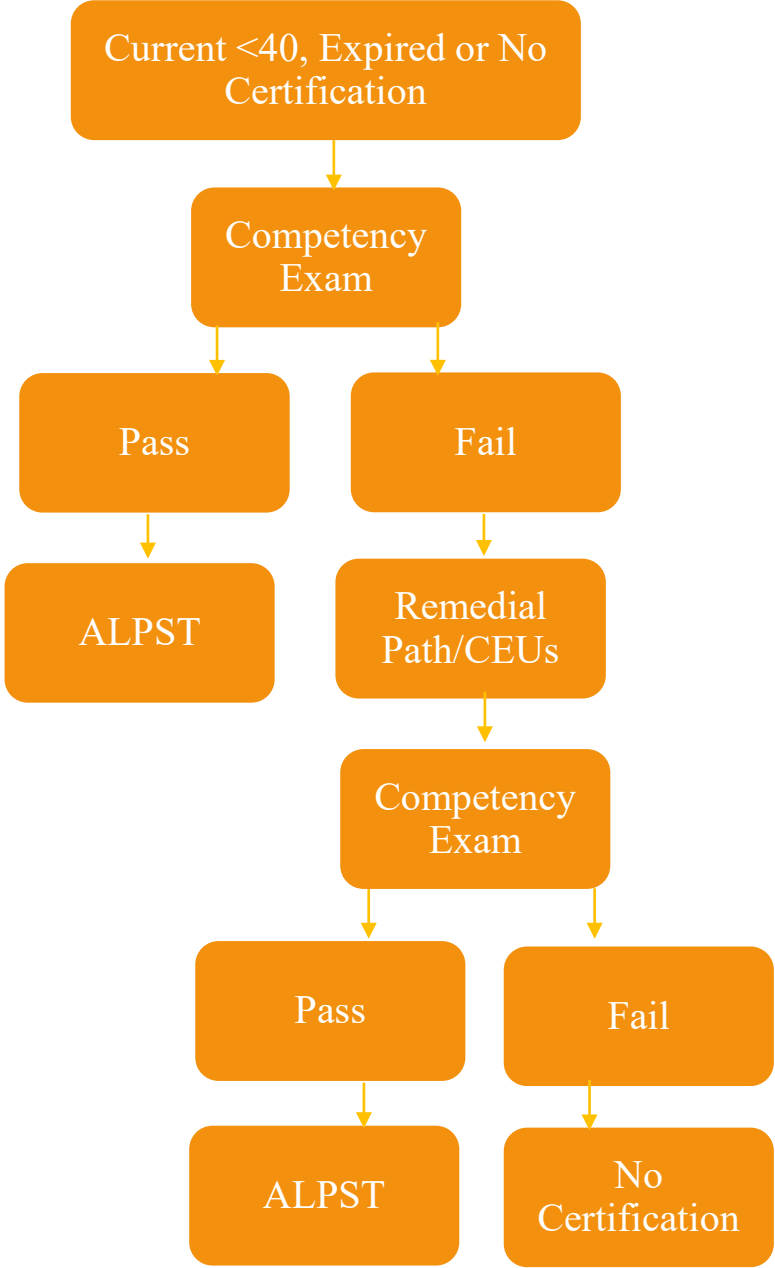 Current <40, Expired or No
Certification
Competency
Exam
Pass
Fail
ALPST
Remedial
Path/CEUs
Competency
Exam
Pass
Fail
ALPST
No
Certification